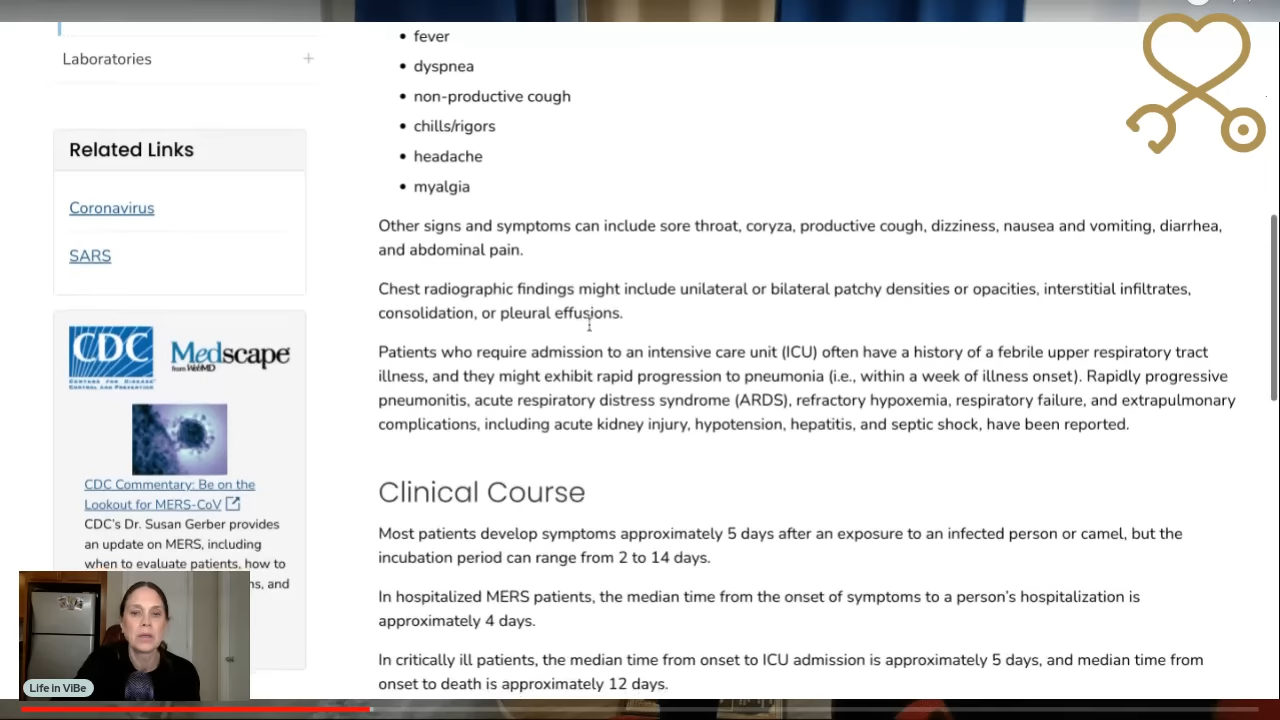 Laboratories
Related Links
Coronavirus
SARS
CDC
CENTERS FOR DISEASE
CONTROL AND PREVENTION
Medscape
from WebMD
CDC Commentary: Be on the
Lookout for MERS-CoV
CDC's Dr. Susan Gerber provides
an update on MERS, including
when to evaluate patients, how to
ns, and
Life in VIBe
fever
dyspnea
non-productive cough
chills/rigors
headache
myalgia
Other signs and symptoms can include sore throat, coryza, productive cough, dizziness, nausea and vomiting, diarrhea,
and abdominal pain.
Chest radiographic findings might include unilateral or bilateral patchy densities or opacities, interstitial infiltrates,
consolidation, or pleural effusions.
Patients who require admission to an intensive care unit (ICU) often have a history of a febrile upper respiratory tract
illness, and they might exhibit rapid progression to pneumonia (i.e., within a week of illness onset). Rapidly progressive
pneumonitis, acute respiratory distress syndrome (ARDS), refractory hypoxemia, respiratory failure, and extrapulmonary
complications, including acute kidney injury, hypotension, hepatitis, and septic shock, have been reported.
Clinical Course
Most patients develop symptoms approximately 5 days after an exposure to an infected person or camel, but the
incubation period can range from 2 to 14 days.
In hospitalized MERS patients, the median time from the onset of symptoms to a person's hospitalization is
approximately 4 days.
In critically ill patients, the median time from onset to ICU admission is approximately 5 days, and median time from
onset to death is approximately 12 days.